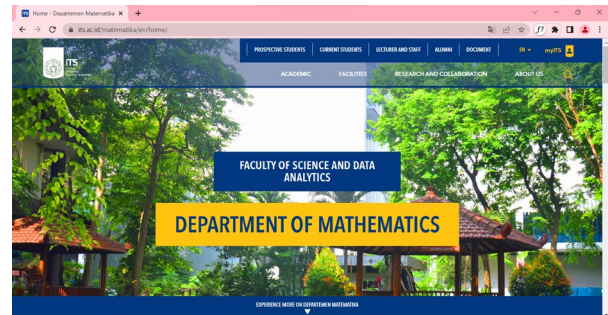 Home - Departemen Matematika
its.ac.id/matematika/en/home/
PROSPECTIVE STUDENTS
CURRENT STUDENTS
LECTURER AND STAFF
ALUMNI
DOCUMENT
EN
myITS
ITS
ACADEMIC
FACILITIES
RESEARCH AND COLLABORATION
ABOUT US
FACULTY OF SCIENCE AND DATA
ANALYTICS
DEPARTMENT OF MATHEMATICS
EXPERIENCE MORE ON DEPARTEMEN MATEMATIKA